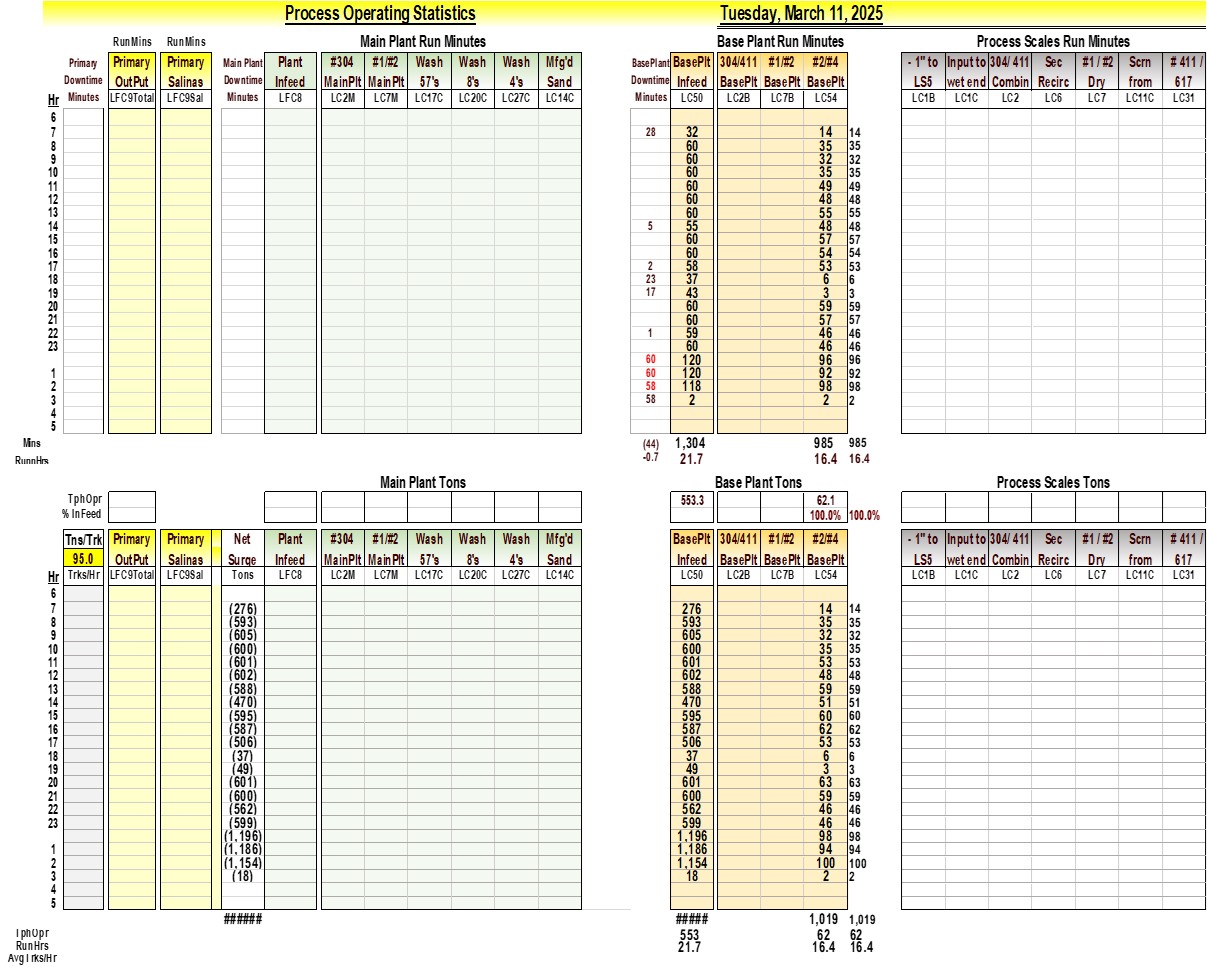 Process Operating Statistics Tuesday, March 11, 2025
RunMins RunMins Main Plant Run Minutes Base Plant Run Minutes Process Scales Run Minutes
Primary Primary Primary Main Plant Plant #304 #1/#2 Wash Wash Wash Mfg'd BasePlant BasePlt 304/411 #1/#2 #2/#4 - 1" to Input to 304/ 411 Sec #1 / #2 Scrn # 411 /
Downtime OutPut Salinas Downtime Infeed MainPlt MainPlt 57's 8's 4's Sand Downtime Infeed BasePlt BasePlt BasePlt LS5 wet end Combin Recirc Dry from 617
Hr Minutes LFC9Total LFC9Sal Minutes LFC8 LC2M LC7M LC17C LC20C LC27C LC14C Minutes LC50 LC2B LC7B LC54 LC1B LC1C LC2 LC6 LC7 LC11C LC31
6
7 28 32 14 14
8 60 35 35
9 60 32 32
10 60 35 35
11 60 49 49
12 60 48 48
13 60 55 55
14 5 55 48 48
15 60 57 57
16 60 54 54
17 2 58 53 53
18 23 37 6 6
19 17 43 3 3
20 60 59 59
21 60 57 57
22 1 59 46 46
23 60 46 46
60 120 96 96
1 60 120 92 92
2 58 118 98 98
3 58 2 2 2
4
5
Mins (44) 1,304 985 985
RunnHrs -0.7 21.7 16.4 16.4
Main Plant Tons Base Plant Tons Process Scales Tons
TphOpr 553.3 62.1
% InFeed 100.0% 100.0%
Tns/Trk Primary Primary Net Plant #304 #1/#2 Wash Wash Wash Mfg'd BasePlt 304/411 #1/#2 #2/#4 - 1" to Input to 304/ 411 Sec #1 / #2 Scrn # 411 /
95.0 OutPut Salinas Surge Infeed MainPlt MainPlt 57's 8's 4's Sand Infeed BasePlt BasePlt BasePlt LS5 wet end Combin Recirc Dry from 617
Hr Trks/Hr LFC9Total LFC9Sal Tons LFC8 LC2M LC7M LC17C LC20C LC27C LC14C LC50 LC2B LC7B LC54 LC1B LC1C LC2 LC6 LC7 LC11C LC31
6
7 (276) 276 14 14
8 (593) 593 35 35
9 (605) 605 32 32
10 (600) 600 35 35
11 (601) 601 53 53
12 (602) 602 48 48
13 (588) 588 59 59
14 (470) 470 51 51
15 (595) 595 60 60
16 (587) 587 62 62
17 (506) 506 53 53
18 (37) 37 6 6
19 (49) 49 3 3
20 (601) 601 63 63
21 (600) 600 59 59
22 (562) 562 46 46
23 (599) 599 46 46
(1,196) 1,196 98 98
1 (1,186) 1,186 94 94
2 (1,154) 1,154 100 100
3 (18) 18 2 2
4
5
###### ##### 1,019 1,019
TphOpr 553 62 62
RunHrs 21.7 16.4 16.4
AvgTrks/Hr